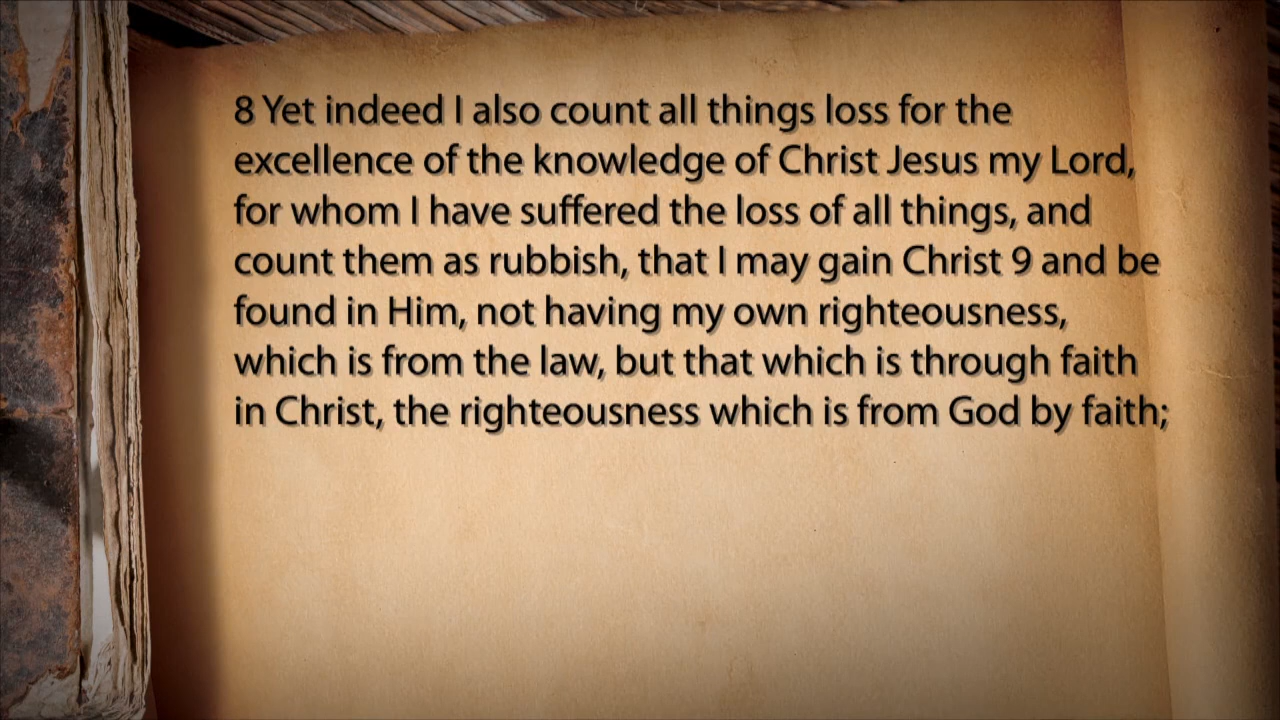 8 Yet indeed I also count all things loss for the
excellence of the knowledge of Christ Jesus my Lord,
for whom I have suffered the loss of all things, and
count them as rubbish, that I may gain Christ 9 and be
found in Him, not having my own righteousness,
which is from the law, but that which is through faith
in Christ, the righteousness which is from God by faith;